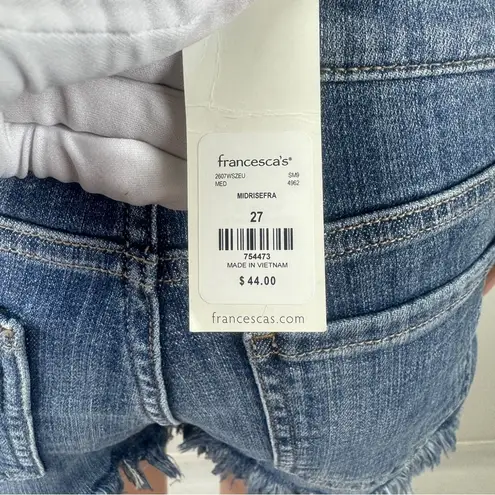 francesca's®
2607WSZEU SM9
MED 4962
MIDRISEFRA
27
754473
MADE IN VIETNAM
$ 44.00
francescas.com